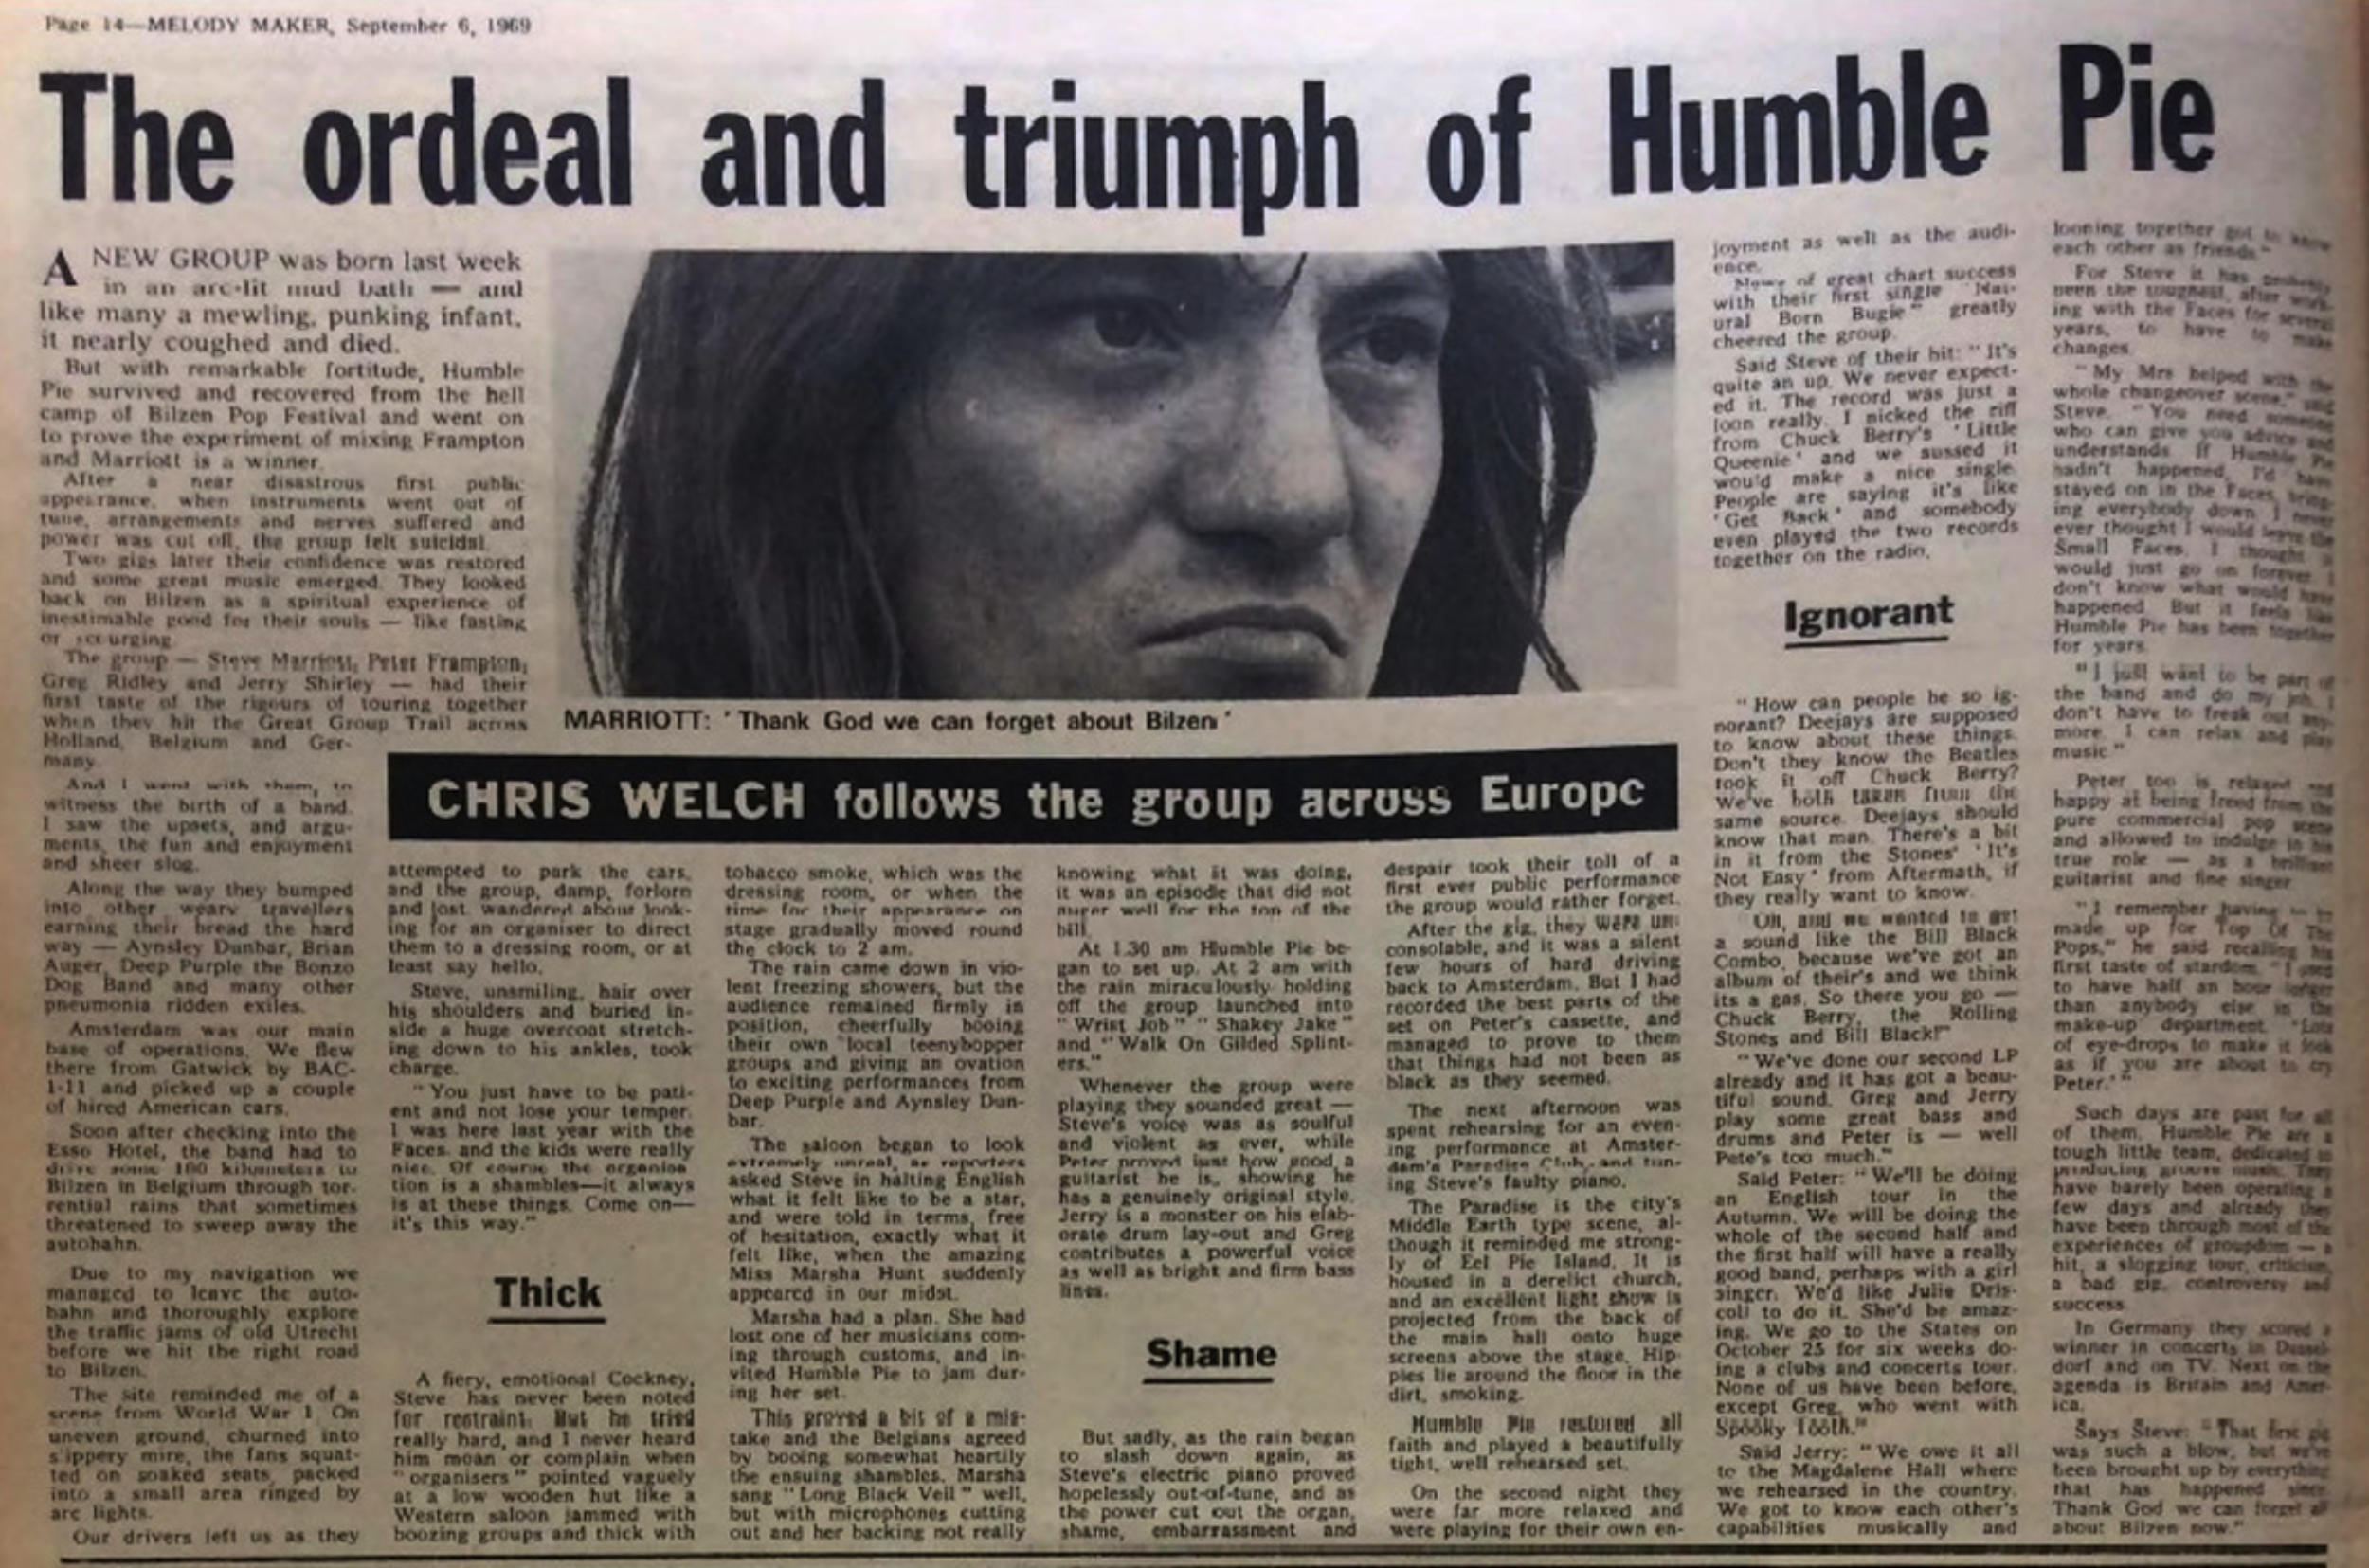 Page 14—MELODY MAKER, September 6, 1969
The ordeal and triumph of Humble Pie
A NEW GROUP was born last week
in an arc-lit mud bath — and
like many a mewling, punking infant,
it nearly coughed and died.
But with remarkable fortitude, Humble
Pie survived and recovered from the hell
camp of Bilzen Pop Festival and went on
to prove the experiment of mixing Frampton
and Marriott is a winner.
After a near disastrous first public
appearance, when instruments went out of
tune, arrangements and nerves suffered and
power was cut off, the group felt suicidal.
Two gigs later their confidence was restored
and some great music emerged. They looked
back on Bilzen as a spiritual experience of
inestimable good for their souls — like fasting
or scourging.
The group — Steve Marriott, Peter Frampton,
Greg Ridley and Jerry Shirley — had their
first taste of the rigours of touring together
when they hit the Great Group Trail across
Holland, Belgium and Ger-
many.
And I went with them, to
witness the birth of a band.
I saw the upsets, and argu-
ments, the fun and enjoyment
and sheer slog.
Along the way they bumped
into other weary travellers
earning their bread the hard
way — Aynsley Dunbar, Brian
Auger, Deep Purple the Bonzo
Dog Band and many other
pneumonia ridden exiles.
Amsterdam was our main
base of operations. We flew
there from Gatwick by BAC-
1-11 and picked up a couple
of hired American cars.
Soon after checking into the
Esso Hotel, the band had to
drive some 160 kilometers to
Bilzen in Belgium through tor-
rential rains that sometimes
threatened to sweep away the
autobahn.
Due to my navigation we
managed to leave the auto-
bahn and thoroughly explore
the traffic jams of old Utrecht
before we hit the right road
to Bilzen.
The site reminded me of a
scene from World War 1. On
uneven ground, churned into
slippery mire, the fans squat-
ted on soaked seats, packed
into a small area ringed by
arc lights.
Our drivers left us as they
MARRIOTT: 'Thank God we can forget about Bilzen'
CHRIS WELCH follows the group across Europe
attempted to park the cars,
and the group, damp, forlorn
and lost, wandered about look-
ing for an organiser to direct
them to a dressing room, or at
least say hello.
Steve, unsmiling, hair over
his shoulders and buried in-
side a huge overcoat stretch-
ing down to his ankles, took
charge.
"You just have to be pati-
ent and not lose your temper.
I was here last year with the
Faces and the kids were really
nice. Of course the organisa
tion is a shambles—it always
is at these things. Come on—
it's this way."
Thick
A fiery, emotional Cockney,
Steve has never been noted
for restraint. But he tried
really hard, and I never heard
him moan or complain when
"organisers" pointed vaguely
at a low wooden hut like a
Western saloon jammed with
boozing groups and thick with
tobacco smoke, which was the
dressing room, or when the
time for their appearance on
stage gradually moved round
the clock to 2 am.
The rain came down in vio-
lent freezing showers, but the
audience remained firmly in
position, cheerfully booing
their own local teenybopper
groups and giving an ovation
to exciting performances from
Deep Purple and Aynsley Dun-
bar.
The saloon began to look
extremely unreal, as reporters
asked Steve in halting English
what it felt like to be a star,
and were told in terms, free
of hesitation, exactly what it
felt like, when the amazing
Miss Marsha Hunt suddenly
appeared in our midst.
Marsha had a plan. She had
lost one of her musicians com-
ing through customs, and in-
vited Humble Pie to jam dur-
ing her set.
This proved a bit of a mis-
take and the Belgians agreed
by booing somewhat heartily
the ensuing shambles. Marsha
sang "Long Black Veil" well,
but with microphones cutting
out and her backing not really
knowing what it was doing,
it was an episode that did not
auger well for the top of the
bill.
At 1.30 am Humble Pie be-
gan to set up. At 2 am with
the rain miraculously holding
off the group launched into
"Wrist Job" "Shakey Jake"
and "Walk On Gilded Splint-
ers."
Whenever the group were
playing they sounded great —
Steve's voice was as soulful
and violent as ever, while
Peter proved just how good a
guitarist he is, showing he
has a genuinely original style.
Jerry is a monster on his elab-
orate drum lay-out and Greg
contributes a powerful voice
as well as bright and firm bass
lines.
Shame
But sadly, as the rain began
to slash down again, as
Steve's electric piano proved
hopelessly out-of-tune, and as
the power cut out the organ,
shame, embarrassment and
despair took their toll of a
first ever public performance
the group would rather forget.
After the gig, they were un-
consolable, and it was a silent
few hours of hard driving
back to Amsterdam. But I had
recorded the best parts of the
set on Peter's cassette, and
managed to prove to them
that things had not been as
black as they seemed.
The next afternoon was
spent rehearsing for an even-
ing performance at Amster-
dam's Paradise Club, and tun-
ing Steve's faulty piano.
The Paradise is the city's
Middle Earth type scene, al-
though it reminded me strong-
ly of Eel Pie Island. It is
housed in a derelict church,
and an excellent light show is
projected from the back of
the main hall onto huge
screens above the stage. Hip-
pies lie around the floor in the
dirt, smoking.
Humble Pie restored all
faith and played a beautifully
tight, well rehearsed set.
On the second night they
were far more relaxed and
were playing for their own en-
joyment as well as the audi-
ence.
News of great chart success
with their first single "Nat-
ural Born Bugie" greatly
cheered the group.
Said Steve of their hit: "It's
quite an up. We never expect-
ed it. The record was just a
loon really. I nicked the riff
from Chuck Berry's 'Little
Queenie' and we sussed it
would make a nice single.
People are saying it's like
'Get Back' and somebody
even played the two records
together on the radio.
Ignorant
"How can people be so ig-
norant? Deejays are supposed
to know about these things.
Don't they know the Beatles
took it off Chuck Berry?
We've both taken from the
same source. Deejays should
know that man. There's a bit
in it from the Stones' 'It's
Not Easy' from Aftermath, if
they really want to know.
"Oh, and we wanted to get
a sound like the Bill Black
Combo, because we've got an
album of their's and we think
its a gas. So there you go —
Chuck Berry, the Rolling
Stones and Bill Black!"
"We've done our second LP
already and it has got a beau-
tiful sound. Greg and Jerry
play some great bass and
drums and Peter is — well
Pete's too much."
Said Peter: "We'll be doing
an English tour in the
Autumn. We will be doing the
whole of the second half and
the first half will have a really
good band, perhaps with a girl
singer. We'd like Julie Dris-
coll to do it. She'd be amaz-
ing. We go to the States on
October 25 for six weeks do-
ing a clubs and concerts tour.
None of us have been before,
except Greg, who went with
Spooky Tooth."
Said Jerry: "We owe it all
to the Magdalene Hall where
we rehearsed in the country.
We got to know each other's
capabilities musically and
looning together got to know
each other as friends."
For Steve it has probably
been the toughest, after work-
ing with the Faces for several
years, to have to make
changes.
"My Mrs helped with the
whole changeover scene," said
Steve. "You need someone
who can give you advice and
understands. If Humble Pie
hadn't happened, I'd have
stayed on in the Faces, bring-
ing everybody down. I never
ever thought I would leave the
Small Faces. I thought I
would just go on forever. I
don't know what would have
happened. But it feels like
Humble Pie has been together
for years.
"I just want to be part of
the band and do my job. I
don't have to freak out any-
more. I can relax and play
music."
Peter too is relaxed and
happy at being freed from the
pure commercial pop scene
and allowed to indulge in his
true role — as a brilliant
guitarist and fine singer.
"I remember having to be
made up for Top Of The
Pops," he said recalling his
first taste of stardom. "I used
to have half an hour longer
than anybody else in the
make-up department. 'Lots
of eye-drops to make it look
as if you are about to cry
Peter.'"
Such days are past for all
of them. Humble Pie are a
tough little team, dedicated to
producing groove music. They
have barely been operating a
few days and already they
have been through most of the
experiences of groupdom — a
hit, a slogging tour, criticism,
a bad gig, controversy and
success.
In Germany they scored a
winner in concerts in Dussel-
dorf and on TV. Next on the
agenda is Britain and Amer-
ica.
Says Steve: "That first gig
was such a blow, but we've
been brought up by everything
that has happened since.
Thank God we can forget all
about Bilzen now."